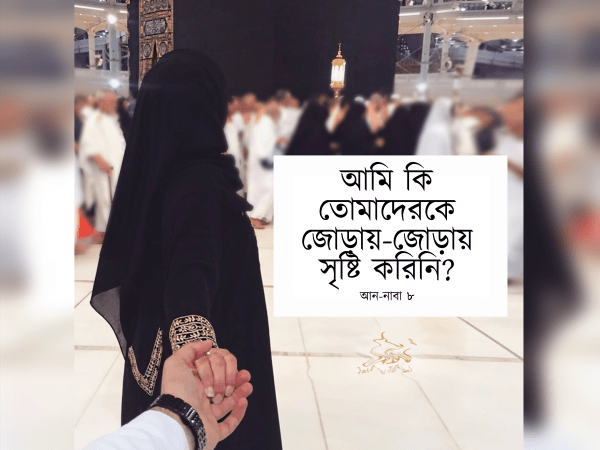 আমি কি
তোমাদেরকে
জোড়ায়-জোড়ায়
সৃষ্টি করিনি?
আন-নাবা ৮